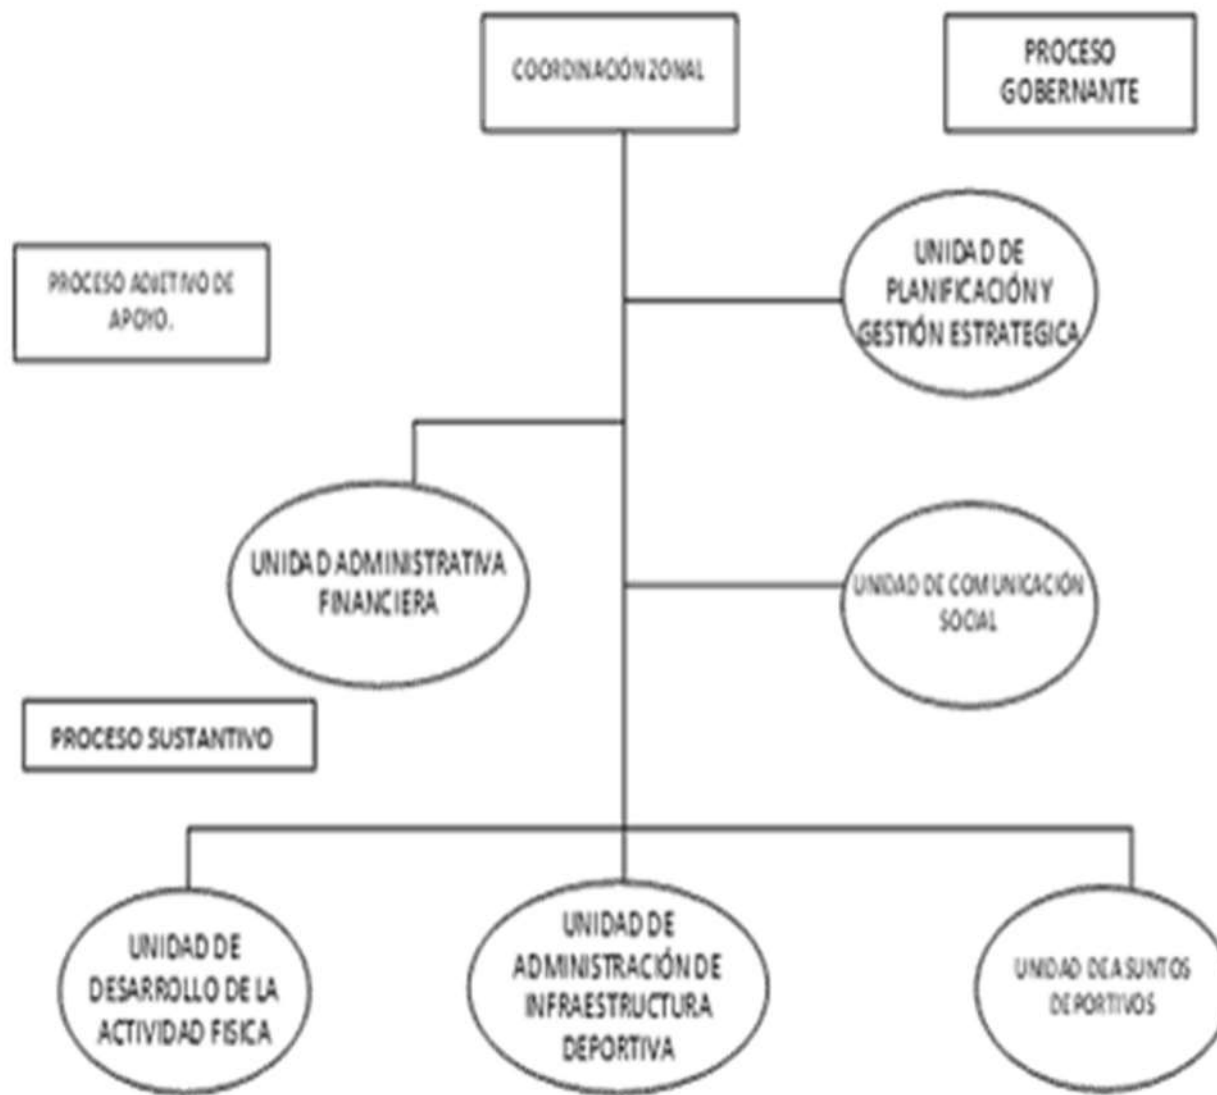 COORDINACIÓN ZONAL
PROCESO
GOBERNANTE
UNIDAD DE
PLANIFICACIÓN Y
GESTIÓN ESTRATEGICA
PROCESO ADJETIVO DE
APOYO.
UNIDAD ADMINISTRATIVA
FINANCIERA
UNIDAD DE COMUNICACIÓN
SOCIAL
PROCESO SUSTANTIVO
UNIDAD DE
DESARROLLO DE LA
ACTIVIDAD FISICA
UNIDAD DE
ADMINISTRACIÓN DE
INFRAESTRUCTURA
DEPORTIVA
UNIDAD DE ASUNTOS
DEPORTIVOS